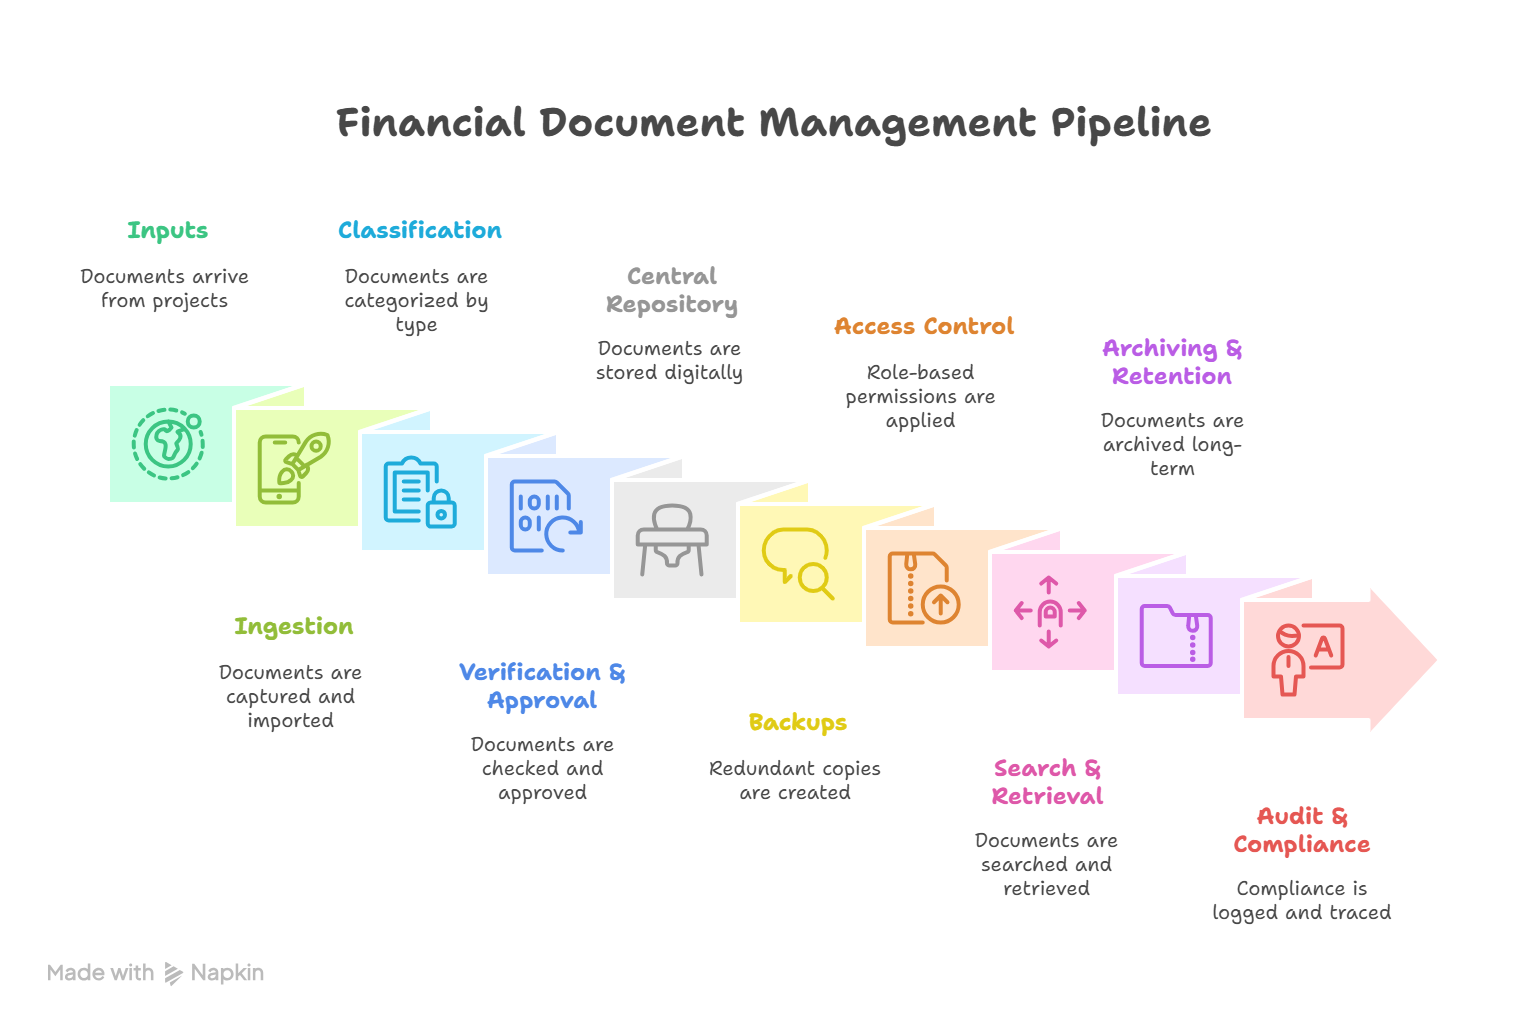 Financial Document Management Pipeline
Inputs
Documents arrive
from projects
Classification
Documents are
categorized by
type
Central
Repository
Documents are
stored digitally
Access Control
Role-based
permissions are
applied
Archiving &
Retention
Documents are
archived long-
term
1011
01
A
Ingestion
Documents are
captured and
imported
Verification &
Approval
Documents are
checked and
approved
Backups
Redundant copies
are created
Search &
Retrieval
Documents are
searched and
retrieved
Audit &
Compliance
Compliance is
logged and traced
Made with Napkin